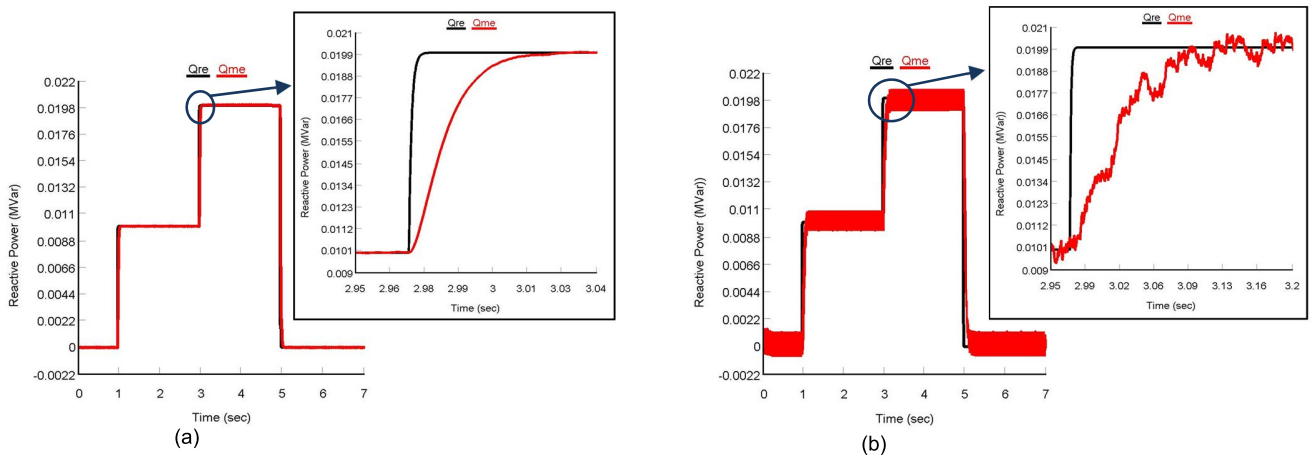 Qre Qme
Reactive Power (MVar)
0.022
0.0198
0.0176
0.0154
0.0132
0.011
0.0088
0.0066
0.0044
0.0022
0
-0.0022
0 1 2 3 4 5 6 7
Time (sec)
(a)
Qre Qme
Reactive Power (MVar)
0.021
0.0199
0.0188
0.0177
0.0166
0.0155
0.0145
0.0134
0.0123
0.0112
0.0101
0.009
2.95 2.96 2.98 2.99 3 3.01 3.03 3.04
Time (sec)
Qre Qme
Reactive Power (MVar))
0.022
0.0198
0.0176
0.0154
0.0132
0.011
0.0088
0.0066
0.0044
0.0022
0
-0.0022
0 1 2 3 4 5 6 7
Time (sec)
(b)
Qre Qme
Reactive Power (MVar))
0.021
0.0199
0.0188
0.0177
0.0166
0.0155
0.0145
0.0134
0.0123
0.0112
0.0101
0.009
2.95 2.99 3.02 3.06 3.09 3.13 3.16 3.2
Time (sec)